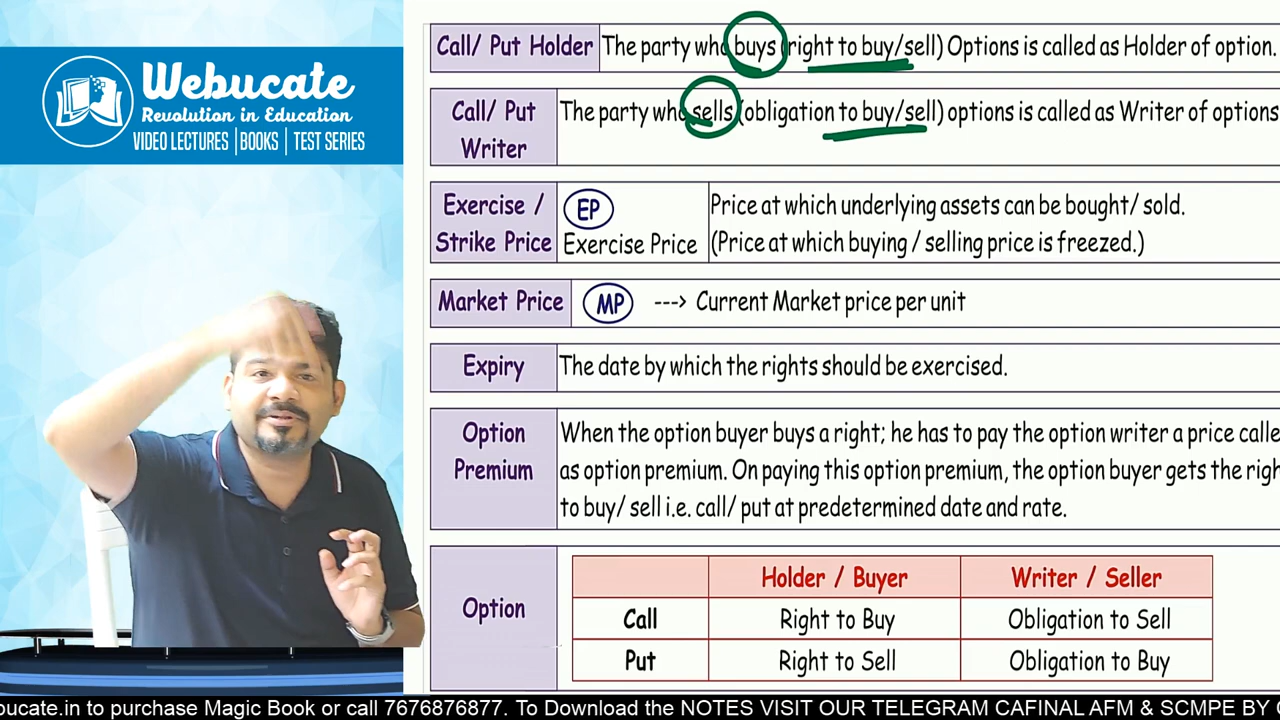 Webucate
Revolution in Education
VIDEO LECTURES | BOOKS | TEST SERIES
Call/ Put Holder The party who buys (right to buy/sell) Options is called as Holder of option.
Call/ Put The party who sells (obligation to buy/sell) options is called as Writer of options
Writer
Exercise / EP Price at which underlying assets can be bought/ sold.
Strike Price Exercise Price (Price at which buying / selling price is freezed.)
Market Price MP ---> Current Market price per unit
Expiry The date by which the rights should be exercised.
Option When the option buyer buys a right; he has to pay the option writer a price calle
Premium as option premium. On paying this option premium, the option buyer gets the righ
to buy/ sell i.e. call/ put at predetermined date and rate.
Holder / Buyer Writer / Seller
Option
Call Right to Buy Obligation to Sell
Put Right to Sell Obligation to Buy
bucate.in to purchase Magic Book or call 7676876877. To Download the NOTES VISIT OUR TELEGRAM CAFINAL AFM & SCMPE BY